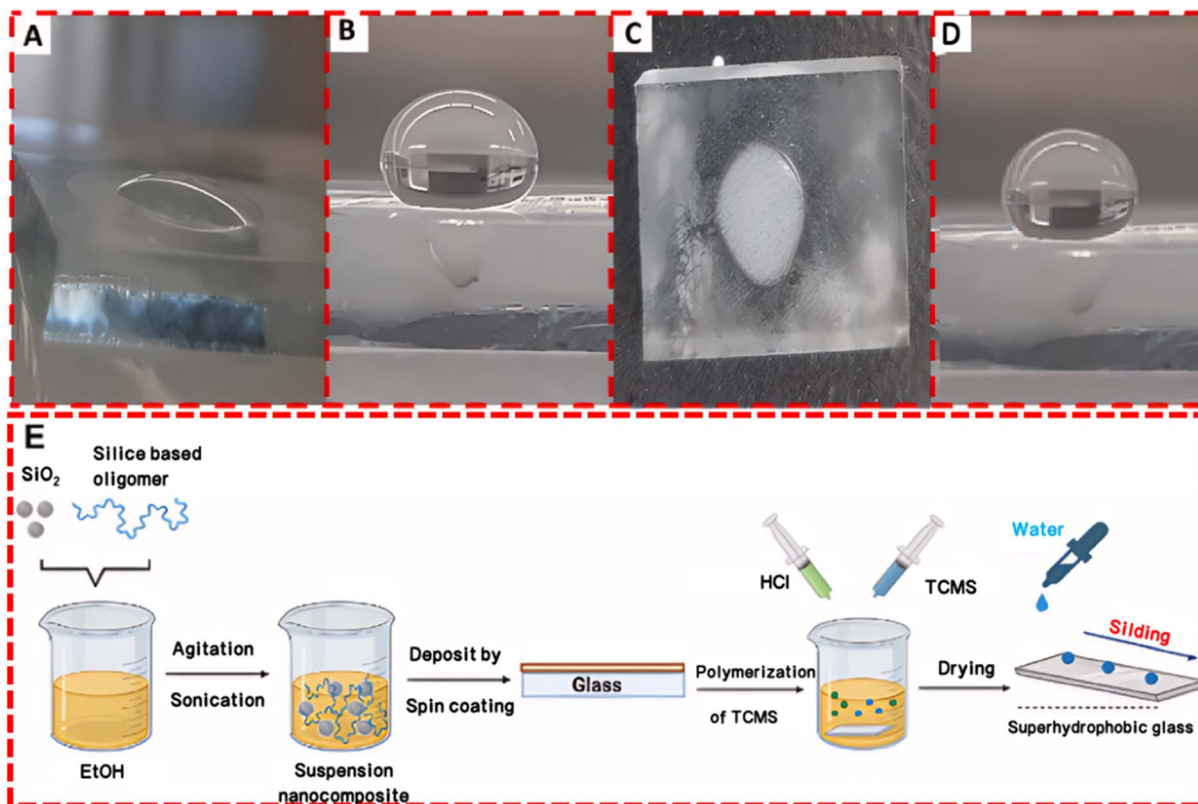 A
B
C
D
E
SiO₂
Silice based
oligomer
EtOH
Agitation
Sonication
Suspension
nanocomposite
Deposit by
Spin coating
Glass
Polymerization
of TCMS
HCl
TCMS
Drying
Water
Silding
Superhydrophobic glass